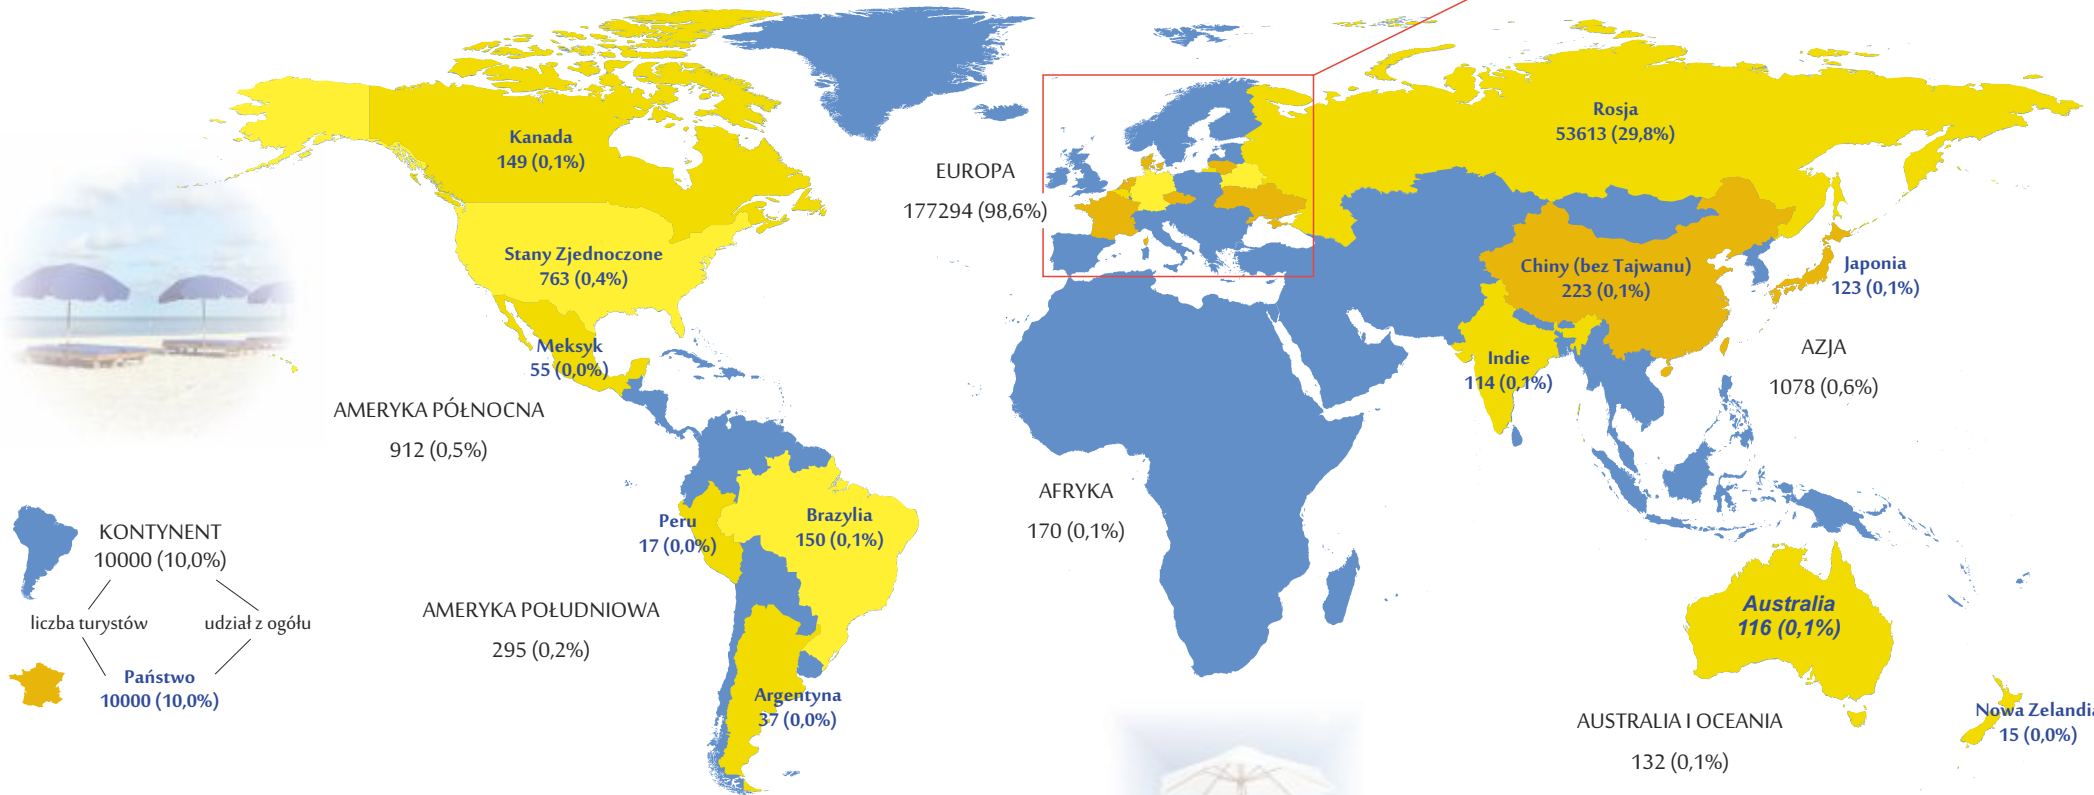 Kanada
149 (0,1%)
Stany Zjednoczone
763 (0,4%)
Meksyk
55 (0,0%)
AMERYKA PÓŁNOCNA
912 (0,5%)
EUROPA
177294 (98,6%)
Rosja
53613 (29,8%)
Chiny (bez Tajwanu)
223 (0,1%)
Japonia
123 (0,1%)
Indie
114 (0,1%)
AZJA
1078 (0,6%)
AFRYKA
170 (0,1%)
Peru
17 (0,0%)
Brazylia
150 (0,1%)
AMERYKA POŁUDNIOWA
295 (0,2%)
Argentyna
37 (0,0%)
Australia
116 (0,1%)
AUSTRALIA I OCEANIA
132 (0,1%)
Nowa Zelandia
15 (0,0%)
KONTYNENT
10000 (10,0%)
liczba turystów udział z ogółu
Państwo
10000 (10,0%)